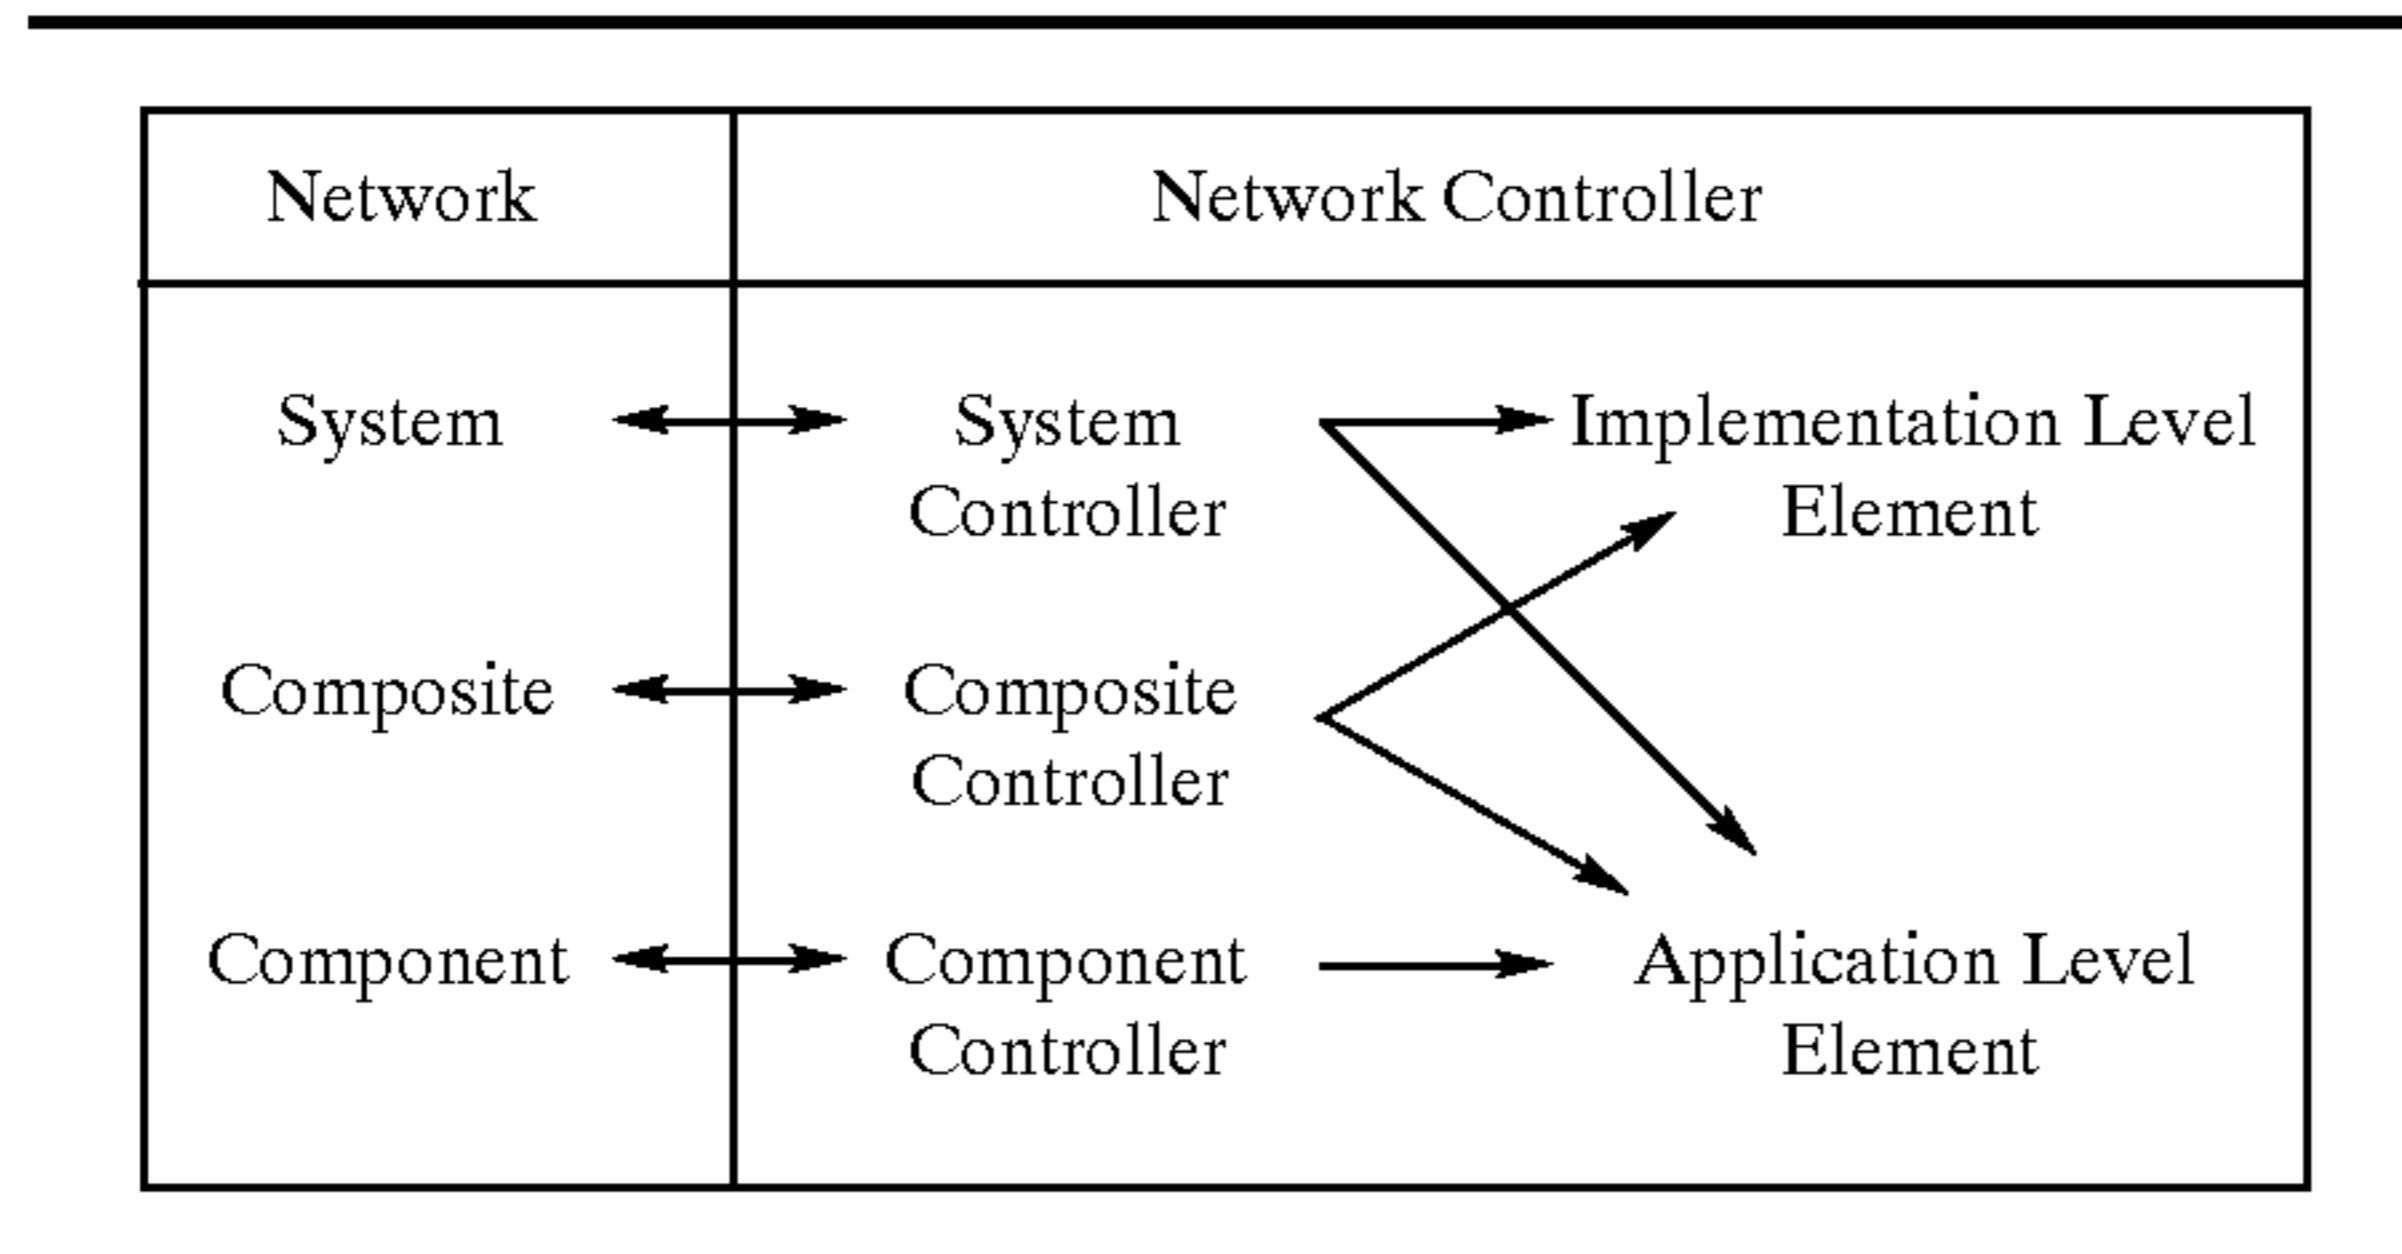 Network
Network Controller
System
System
Controller
Implementation Level
Element
Composite
Composite
Controller
Component
Component
Controller
Application Level
Element